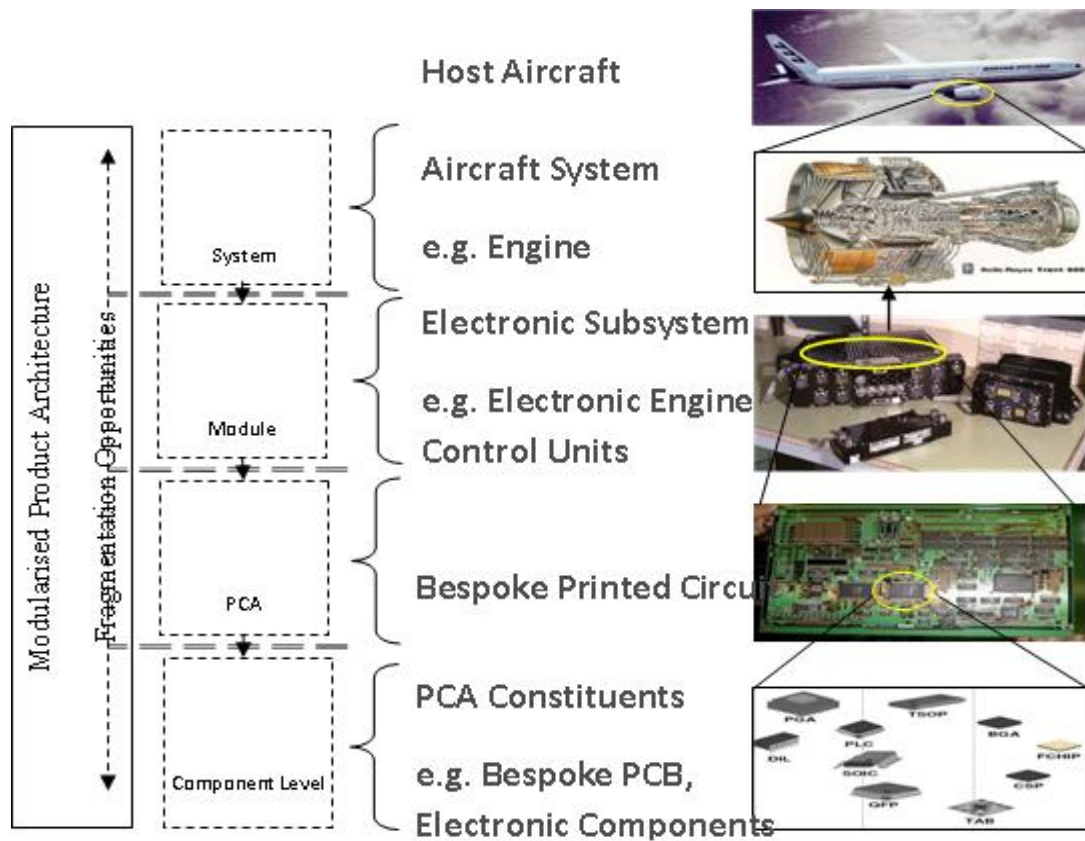 Host Aircraft
777
Modularised Product Architecture
Fragmentation Opportunities
System
Aircraft System
e.g. Engine
Module
Electronic Subsystem
e.g. Electronic Engine
Control Units
PCA
Bespoke Printed Circui
Component Level
PCA Constituents
e.g. Bespoke PCB,
Electronic Components
PGA
TSOP
BGA
PLC
DIL
FCHIP
SOIC
CSP
QFP
TAB